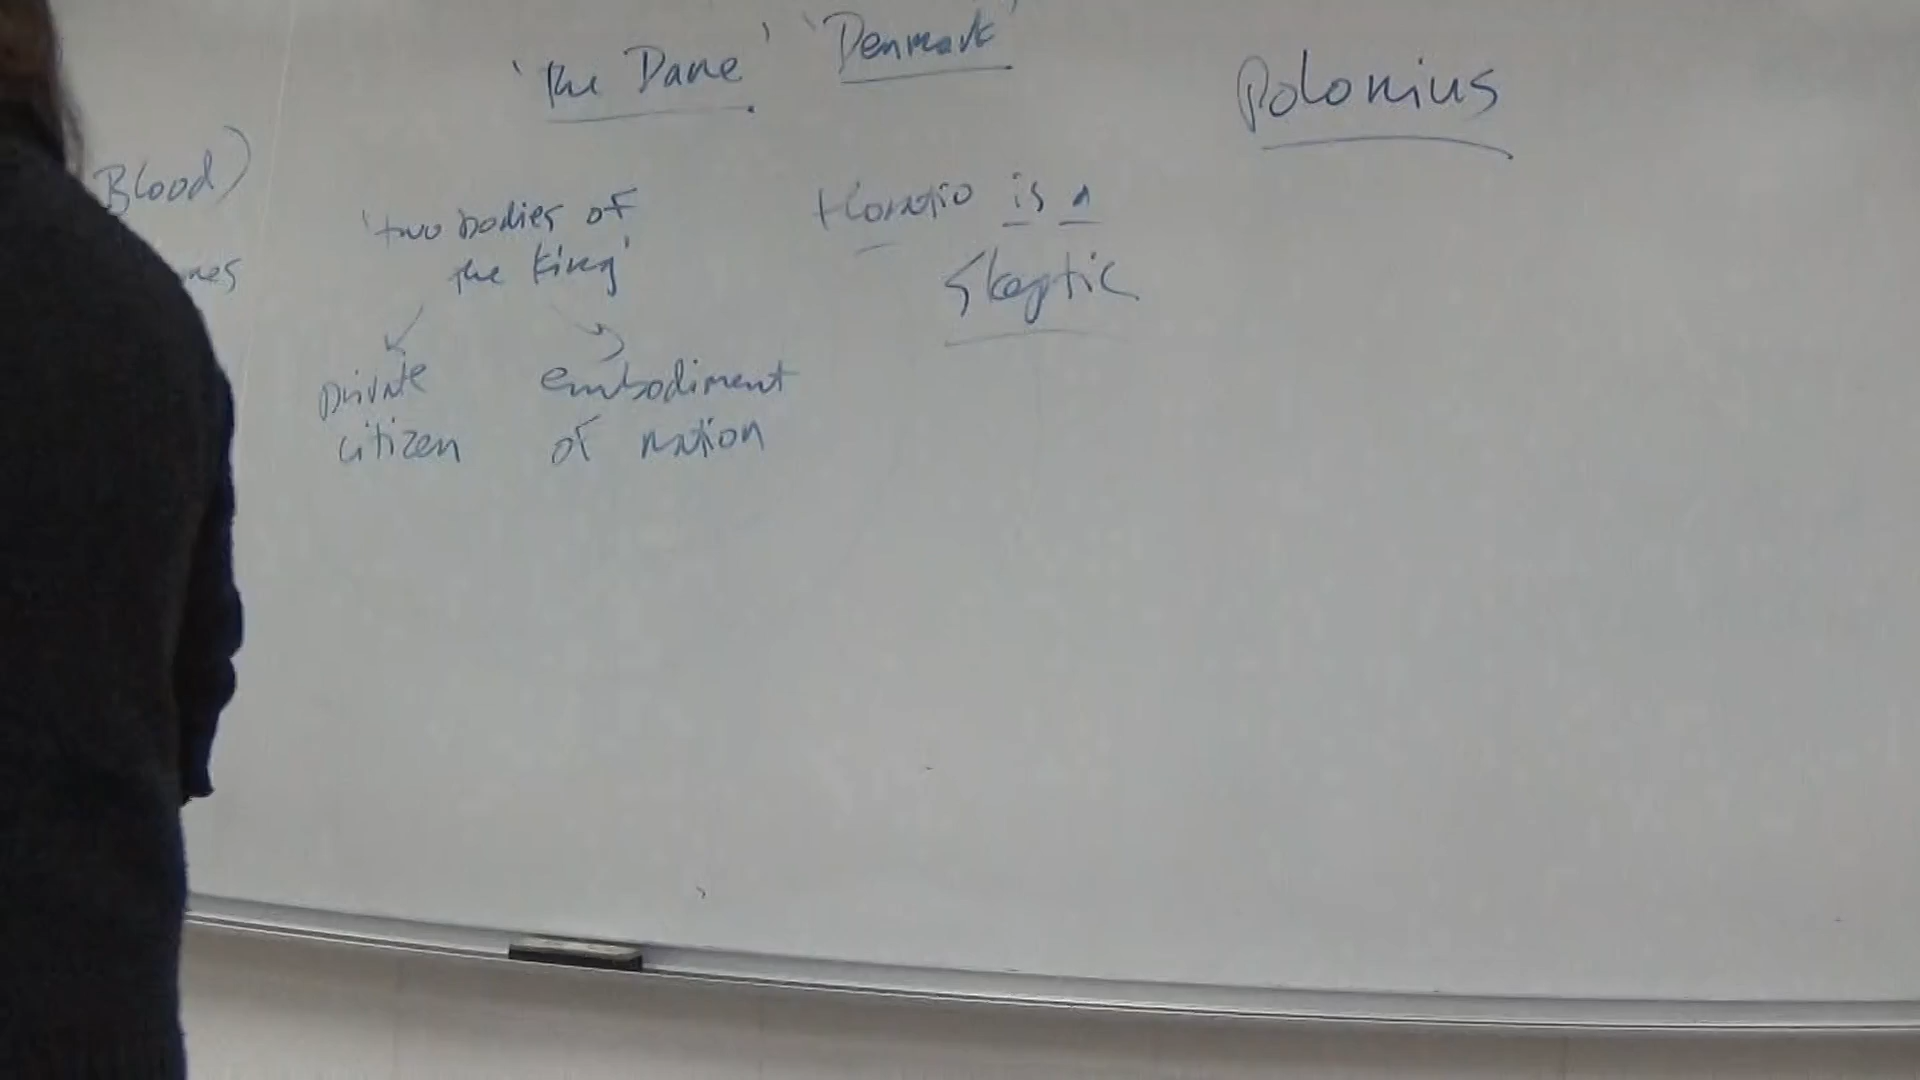 'the Dane' 'Denmark'
Polonius
Blood)
'two bodies of
the king'
private
citizen
embodiment
of nation
Horatio is a
Skeptic